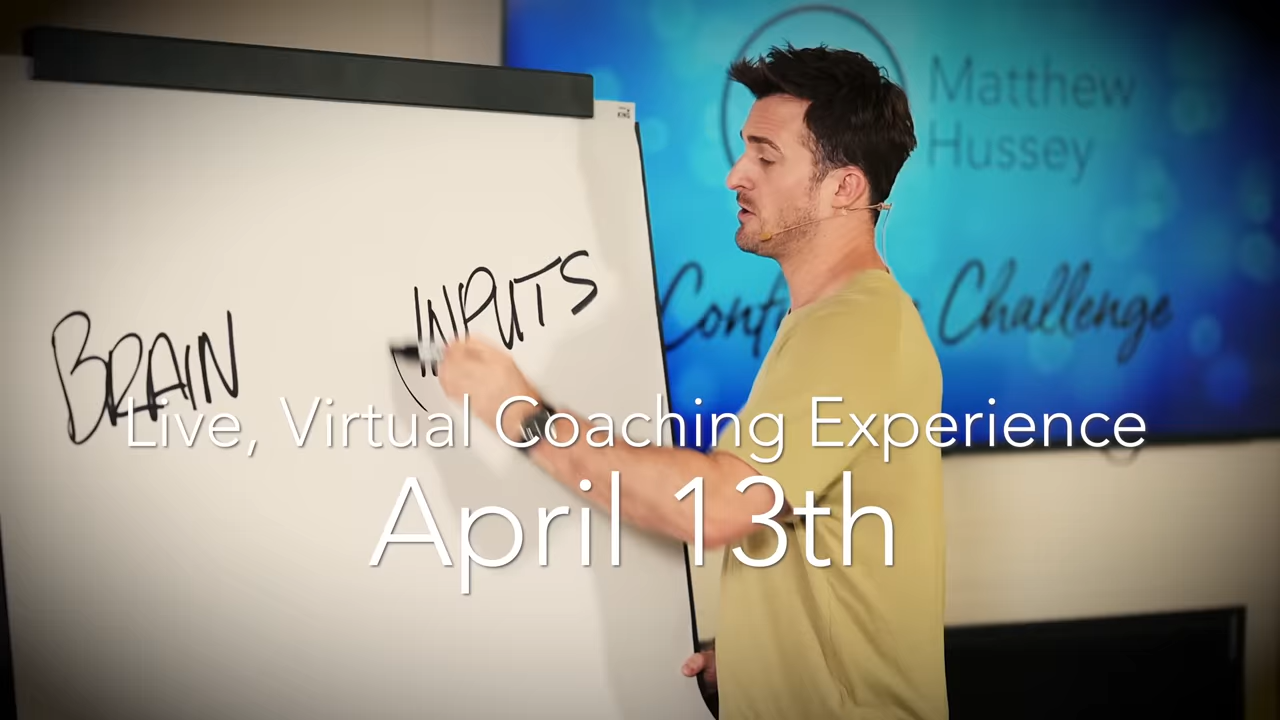 Matthew
Hussey
Challenge
BRAIN
INPUTS
Live, Virtual Coaching Experience
April 13th